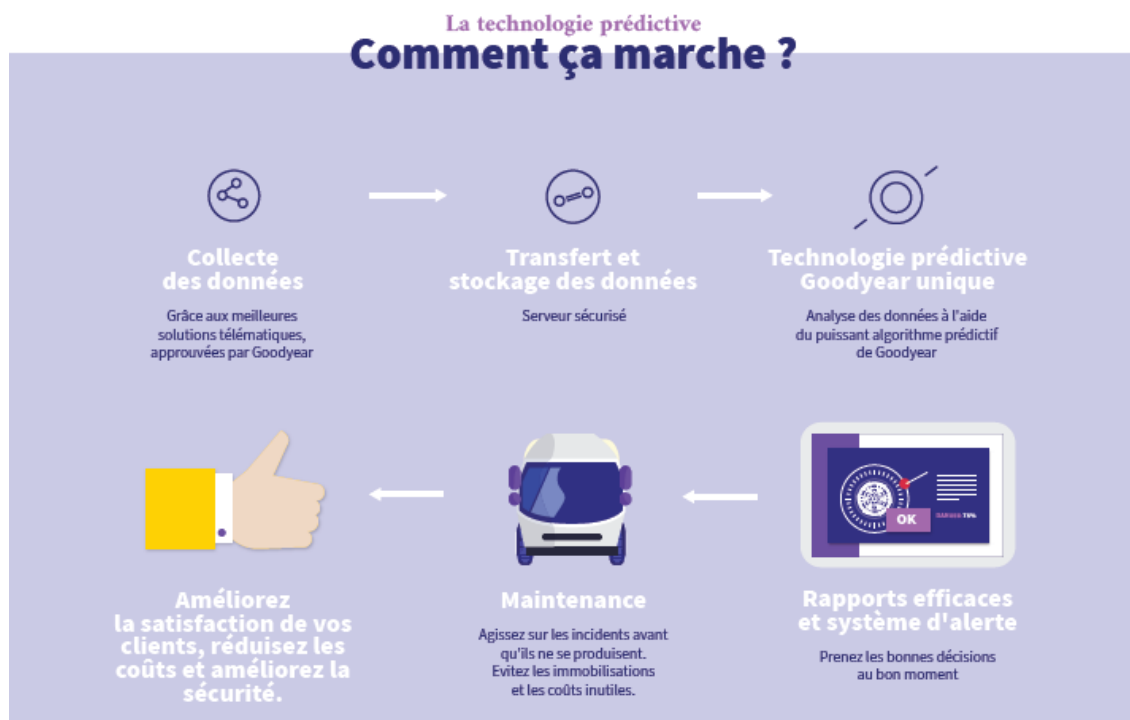 La technologie prédictive
Comment ça marche ?
Collecte
des données
Grâce aux meilleures
solutions télématiques,
approuvées par Goodyear
Transfert et
stockage des données
Serveur sécurisé
Technologie prédictive
Goodyear unique
Analyse des données à l'aide
du puissant algorithme prédictif
de Goodyear
Améliorez
la satisfaction de vos
clients, réduisez les
coûts et améliorez la
sécurité.
Maintenance
Agissez sur les incidents avant
qu'ils ne se produisent.
Evitez les immobilisations
et les coûts inutiles.
OK
75%
Rapports efficaces
et système d'alerte
Prenez les bonnes décisions
au bon moment